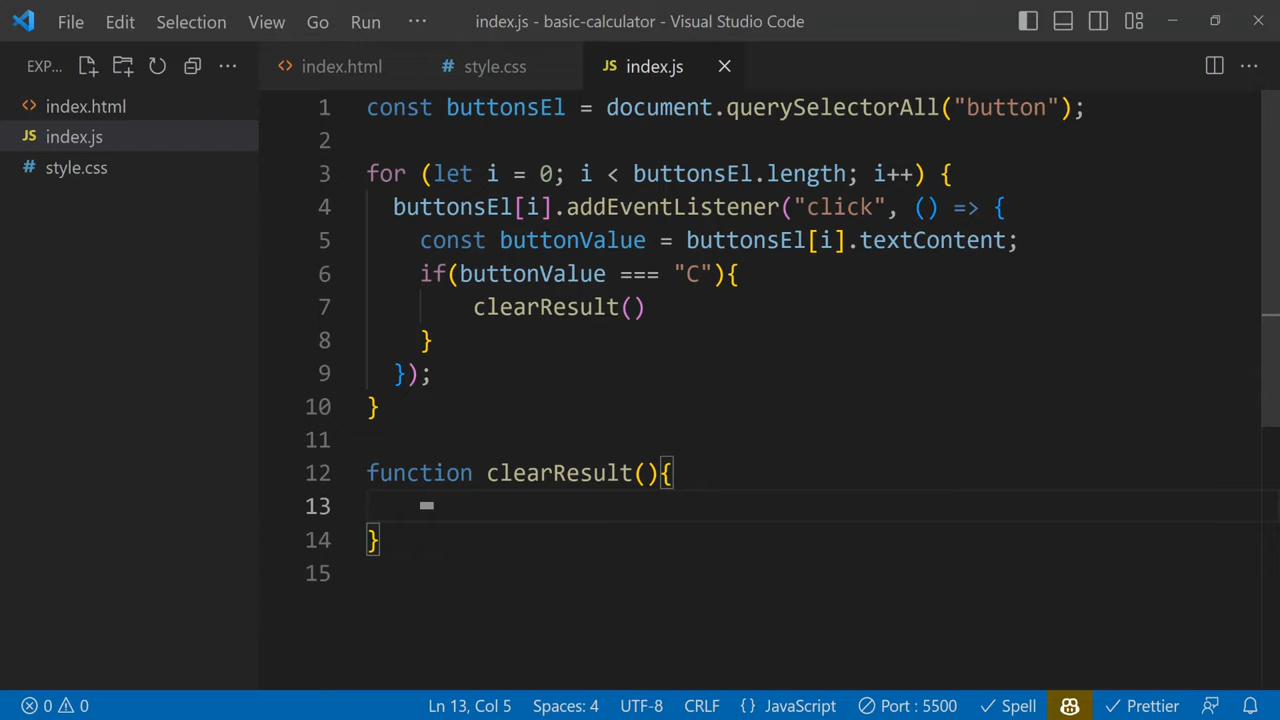 File Edit Selection View Go Run ··· index.js - basic-calculator - Visual Studio Code
EXP... ··· <> index.html # style.css JS index.js ···
<> index.html
JS index.js
# style.css
1 const buttonsEl = document.querySelectorAll("button");
2
3 for (let i = 0; i < buttonsEl.length; i++) {
4 buttonsEl[i].addEventListener("click", () => {
5 const buttonValue = buttonsEl[i].textContent;
6 if(buttonValue === "C"){
7 clearResult()
8 }
9 });
10 }
11
12 function clearResult(){
13
14 }
15
0 0 Ln 13, Col 5 Spaces: 4 UTF-8 CRLF {} JavaScript Port : 5500 Spell Prettier